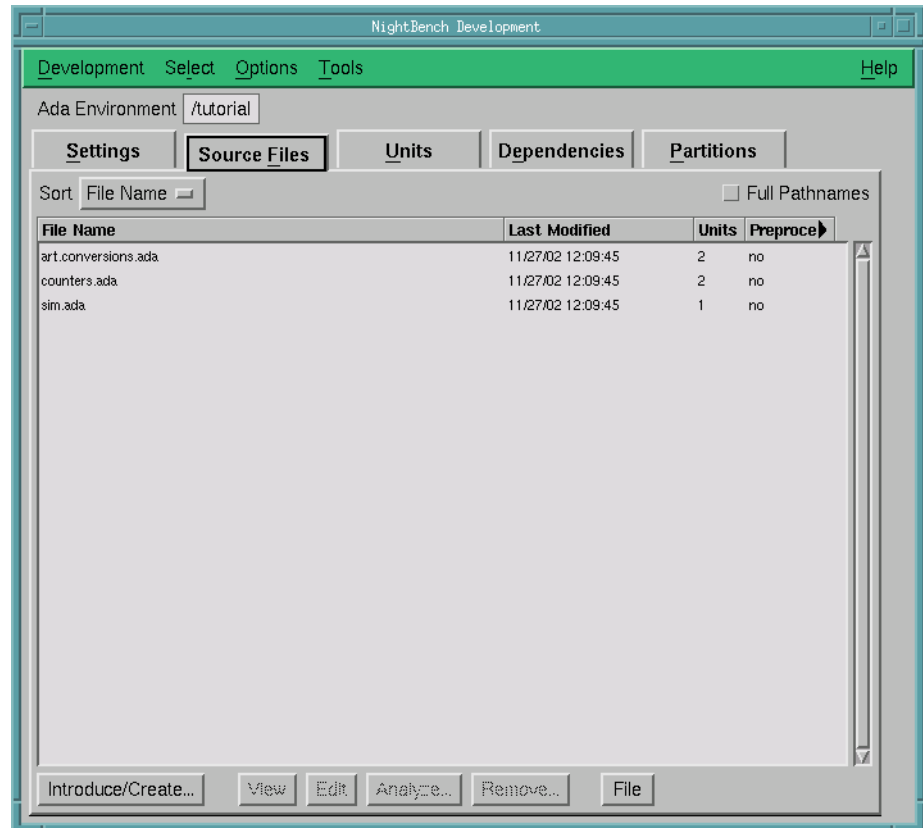 NightBench Development
Development Select Options Tools Help
Ada Environment /tutorial
Settings Source Files Units Dependencies Partitions
Sort File Name Full Pathnames
File Name Last Modified Units Preproce
art.conversions.ada 11/27/02 12:09:45 2 no
counters.ada 11/27/02 12:09:45 2 no
sim.ada 11/27/02 12:09:45 1 no
Introduce/Create... View Edit Analyze... Remove... File